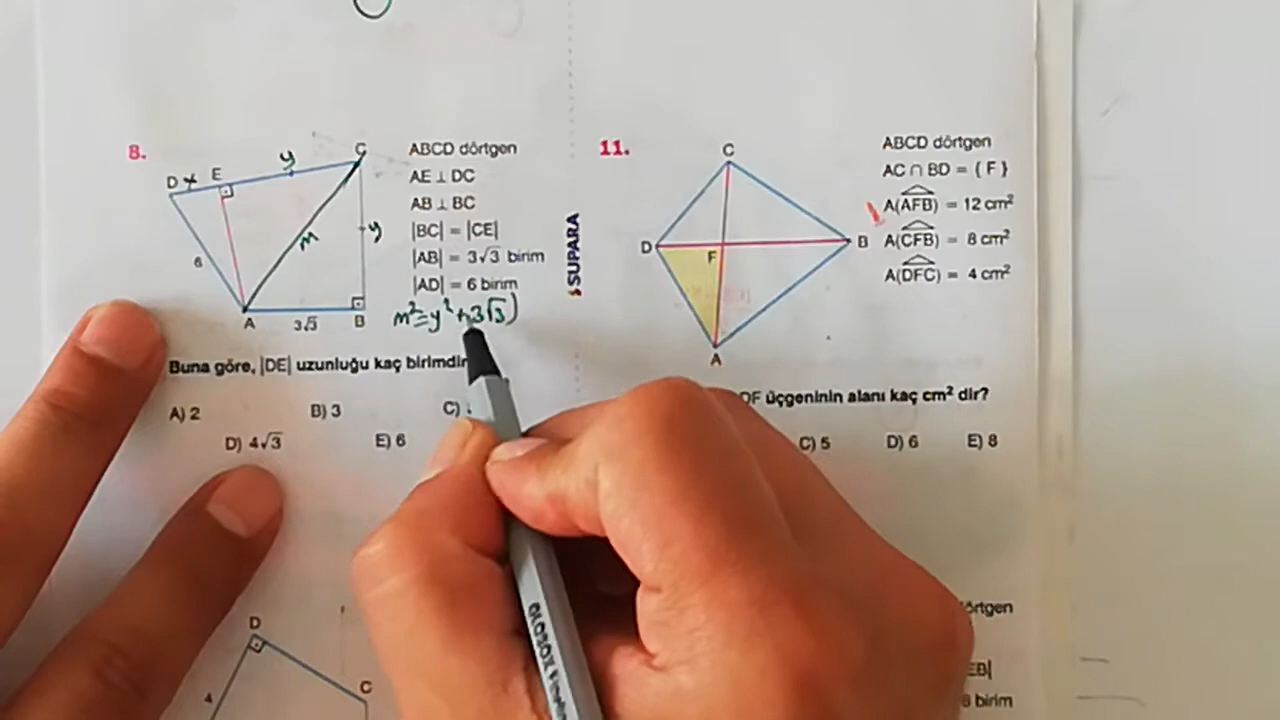 8.
C
y
D x E
m
y
6
A
3√3
B
ABCD dörtgen
AE ⊥ DC
AB ⊥ BC
|BC| = |CE|
|AB| = 3√3 birim
|AD| = 6 birim
m² = y² + 3√3)
Buna göre, |DE| uzunluğu kaç
A) 2
B) 3
C)
D) 4√3
E) 6
SUPARA
11.
C
D
F
B
A
ABCD dörtgen
AC ∩ BD = { F }
A(AFB) = 12 cm²
A(CFB) = 8 cm²
A(DFC) = 4 cm²
üçgeninin alanı kaç cm² dir?
C) 5
D) 6
E) 8
D
4
C
birim